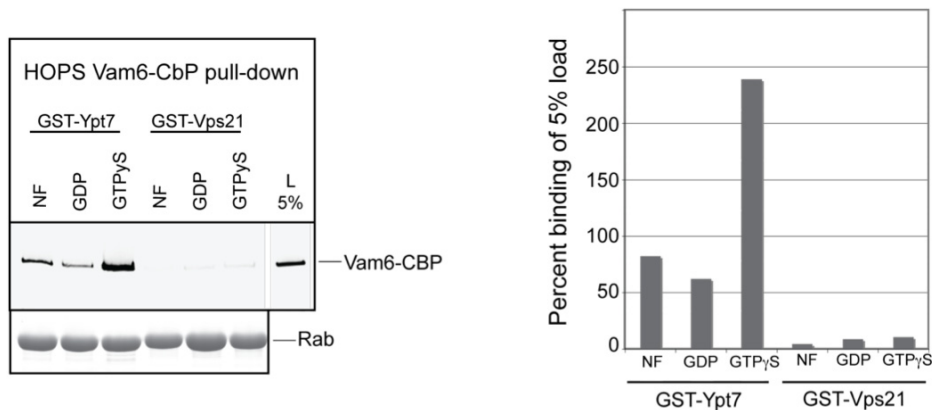 HOPS Vam6-CbP pull-down
GST-Ypt7 GST-Vps21
NF GDP GTPyS NF GDP GTPyS L 5%
Vam6-CBP
Rab
Percent binding of 5% load
250
200
150
100
50
0
NF GDP GTPγS NF GDP GTPγS
GST-Ypt7 GST-Vps21